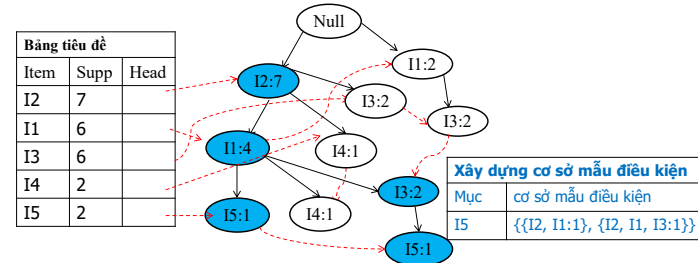 Null
Bảng tiêu đề
Item Supp Head
I2 7
I1 6
I3 6
I4 2
I5 2
I2:7
I1:2
I3:2
I3:2
I1:4
I4:1
I3:2
I5:1
I4:1
I5:1
Xây dựng cơ sở mẫu điều kiện
Mục cơ sở mẫu điều kiện
I5 {{I2, I1:1}, {I2, I1, I3:1}}